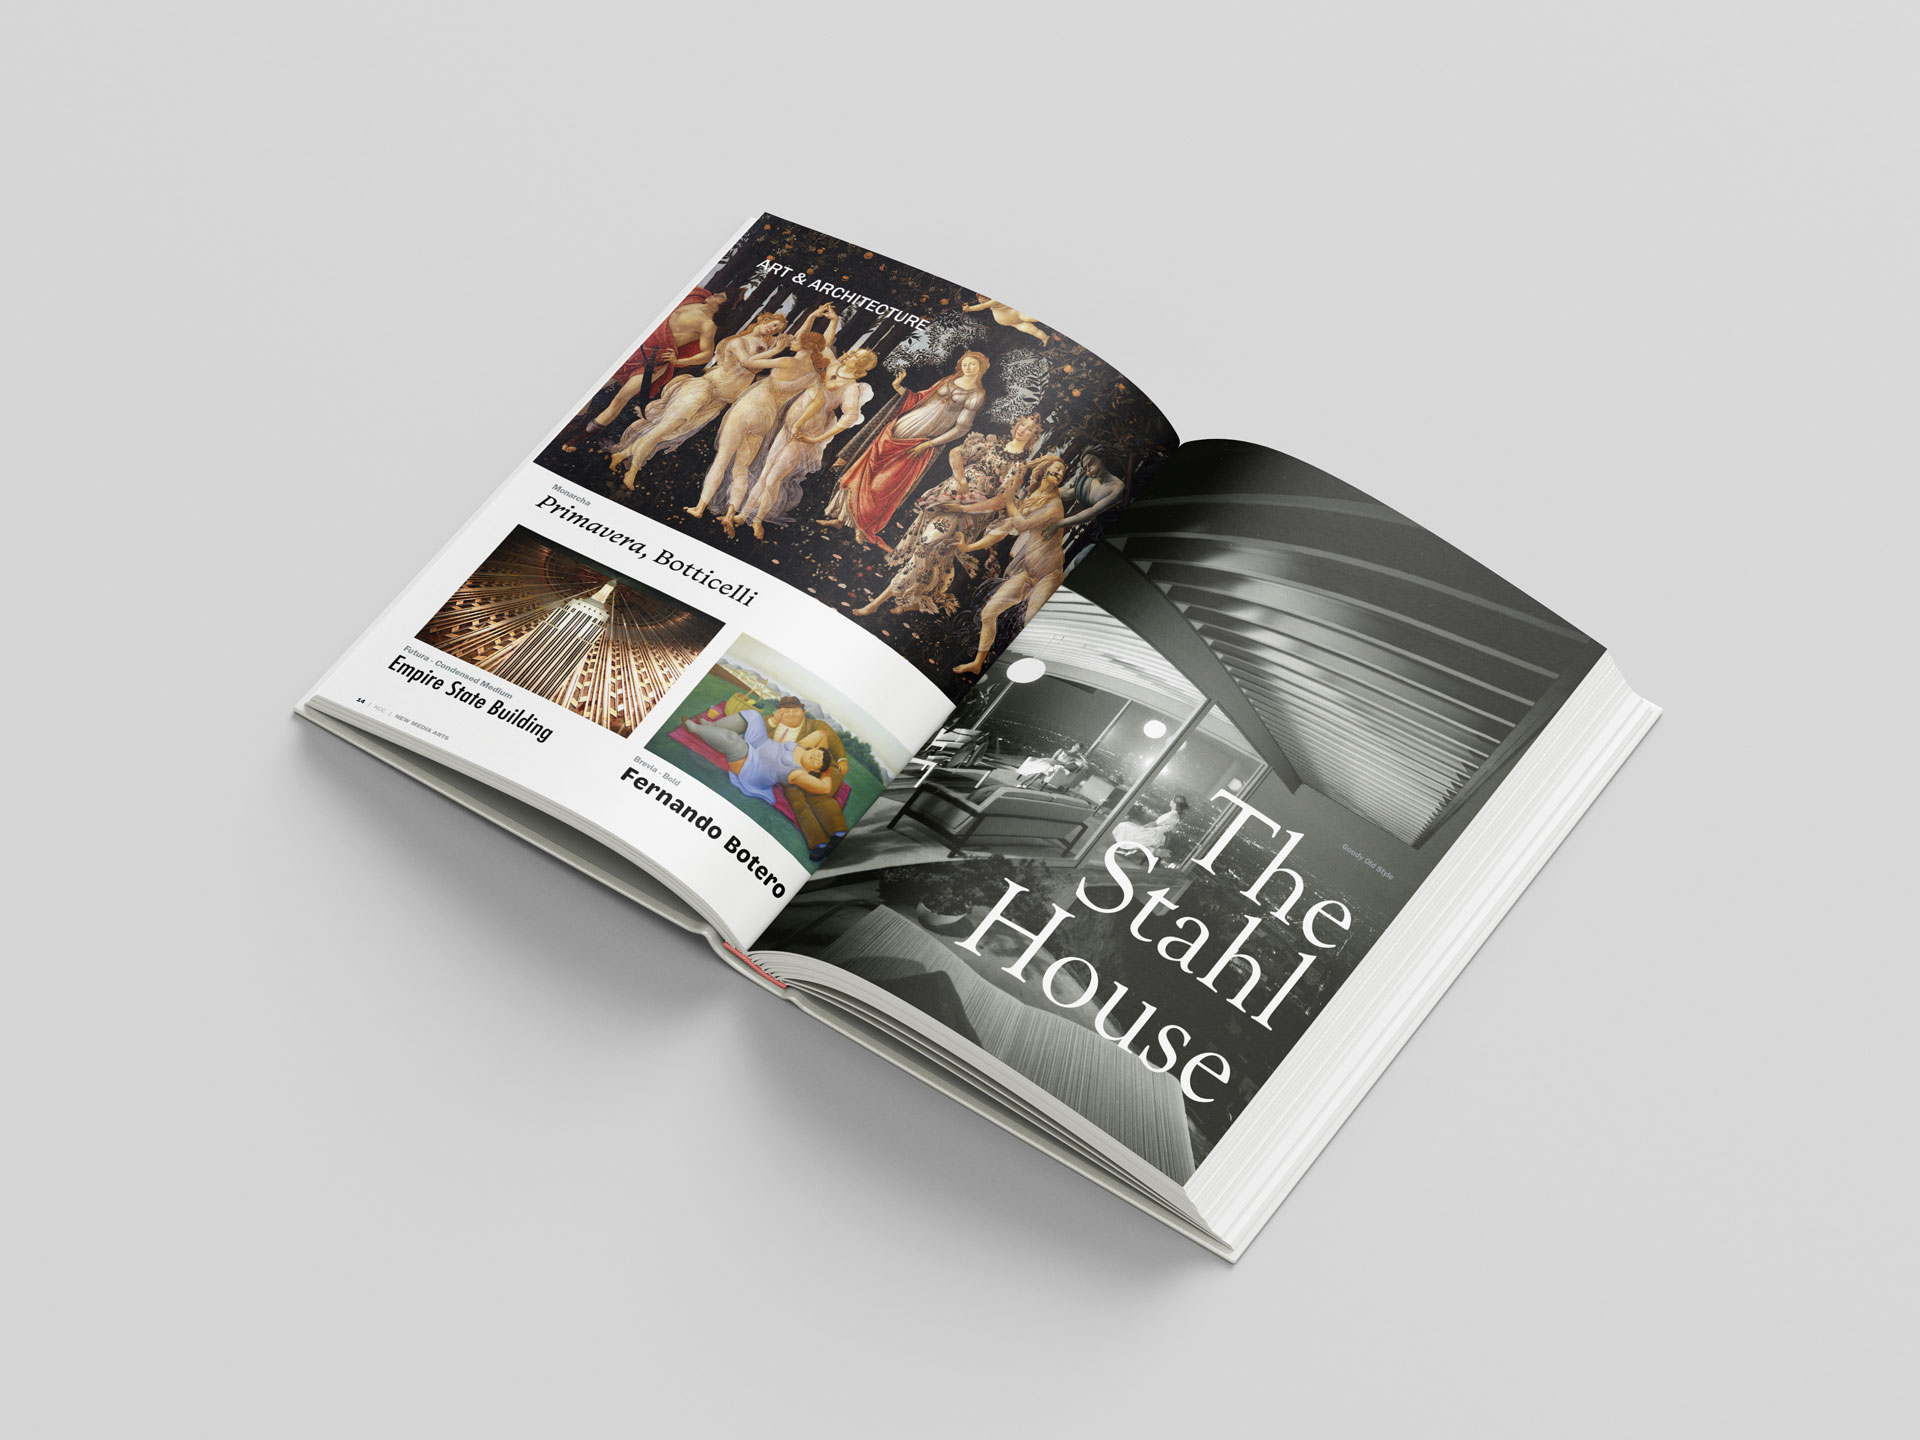 ART & ARCHITECTURE
Monarcha
Primavera, Botticelli
Futura - Condensed Medium
Empire State Building
Brevia - Bold
Fernando Botero
14 | KCC | NEW MEDIA ARTS
Goudy Old Style
The
Stahl
House